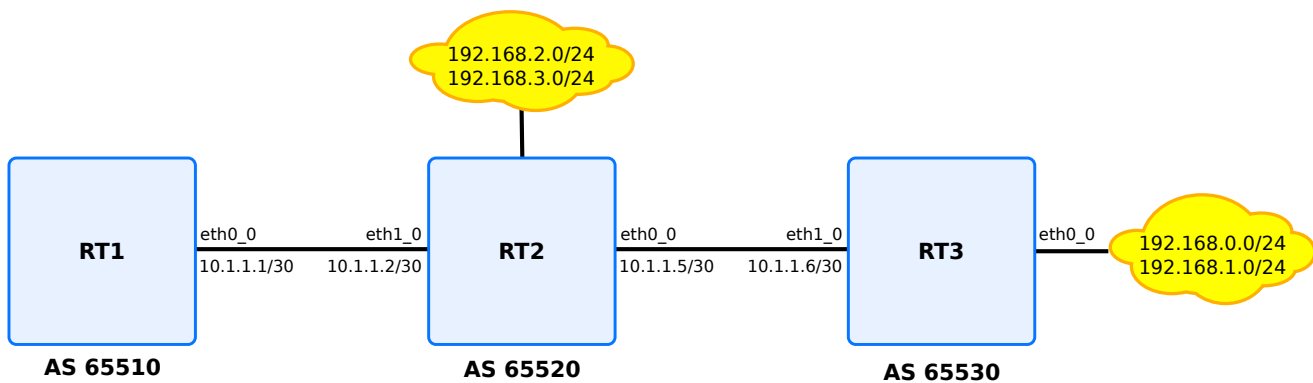 192.168.2.0/24
192.168.3.0/24
RT1
eth0_0
10.1.1.1/30
eth1_0
10.1.1.2/30
RT2
eth0_0
10.1.1.5/30
eth1_0
10.1.1.6/30
RT3
eth0_0
192.168.0.0/24
192.168.1.0/24
AS 65510
AS 65520
AS 65530